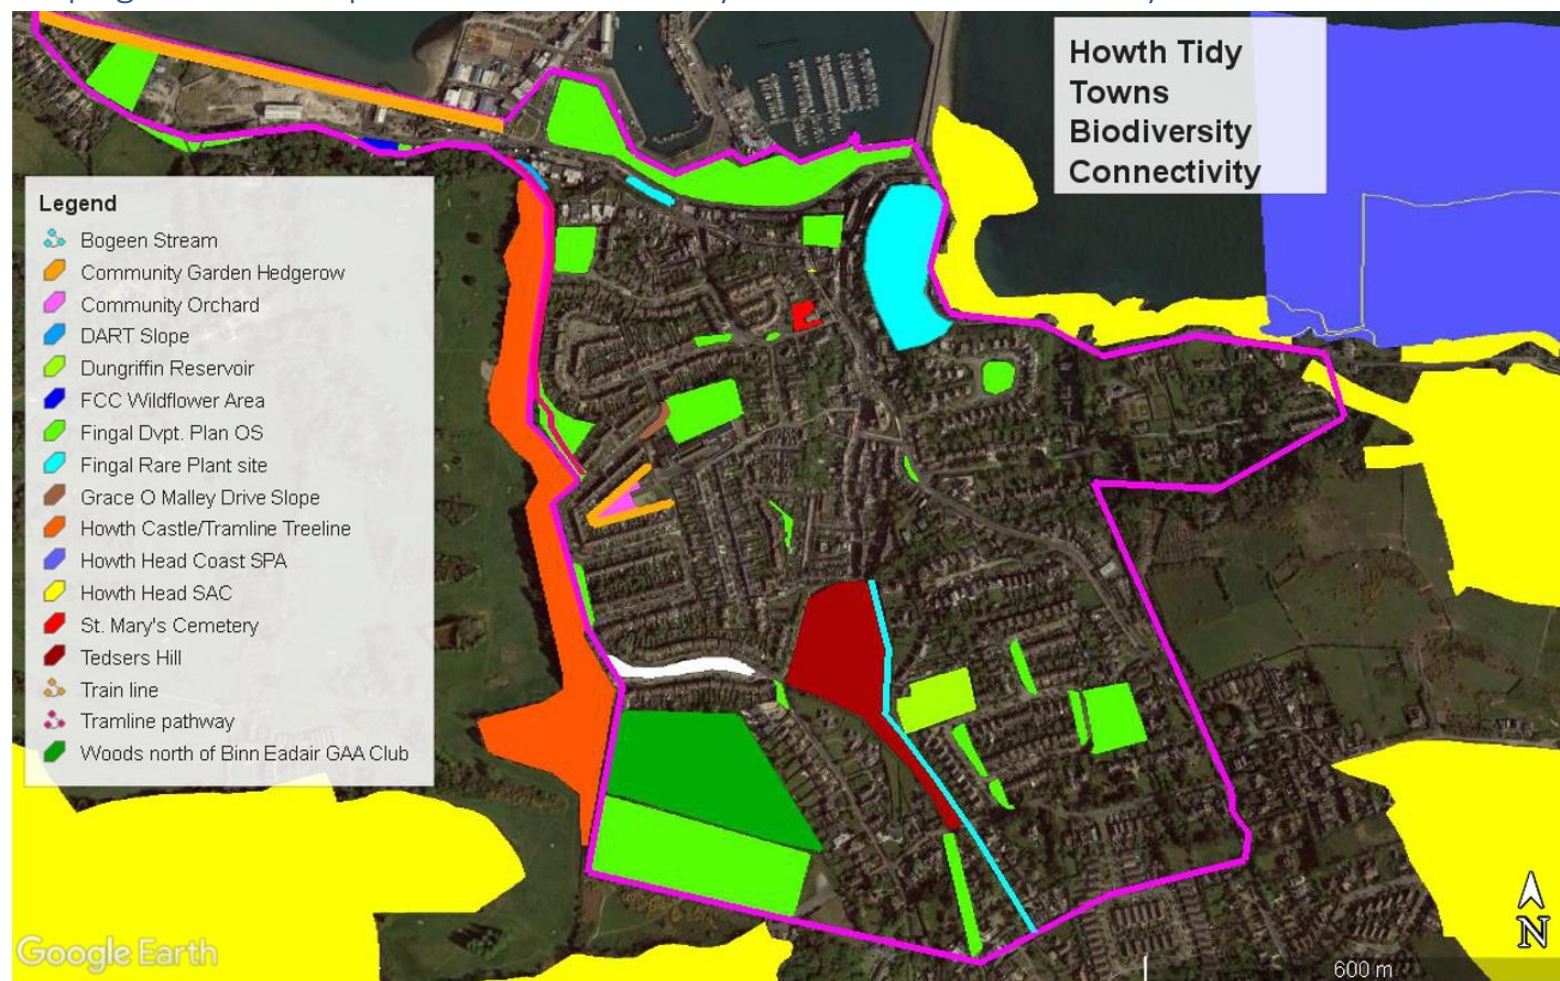 Howth Tidy
Towns
Biodiversity
Connectivity
Legend
Bogeen Stream
Community Garden Hedgerow
Community Orchard
DART Slope
Dungriffin Reservoir
FCC Wildflower Area
Fingal Dvpt. Plan OS
Fingal Rare Plant site
Grace O Malley Drive Slope
Howth Castle/Tramline Treeline
Howth Head Coast SPA
Howth Head SAC
St. Mary's Cemetery
Tedsers Hill
Train line
Tramline pathway
Woods north of Binn Eadair GAA Club
Google Earth
N
600 m